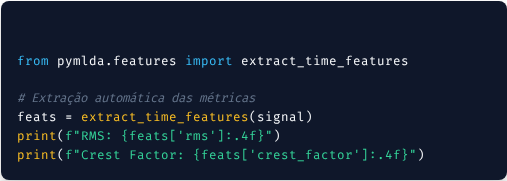 from pymlda.features import extract_time_features
# Extração automática das métricas
feats = extract_time_features(signal)
print(f"RMS: {feats['rms']:.4f}")
print(f"Crest Factor: {feats['crest_factor']:.4f}")